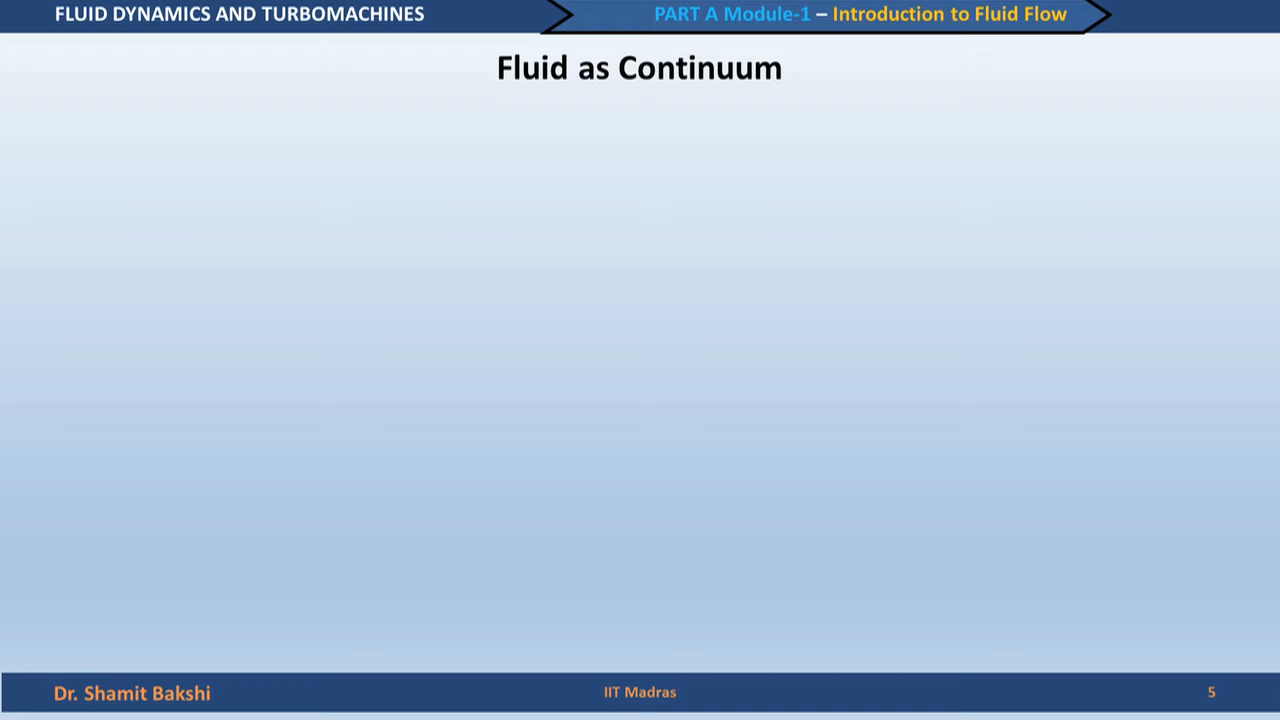 FLUID DYNAMICS AND TURBOMACHINES
PART A Module-1 – Introduction to Fluid Flow
Fluid as Continuum
Dr. Shamit Bakshi
IIT Madras
5